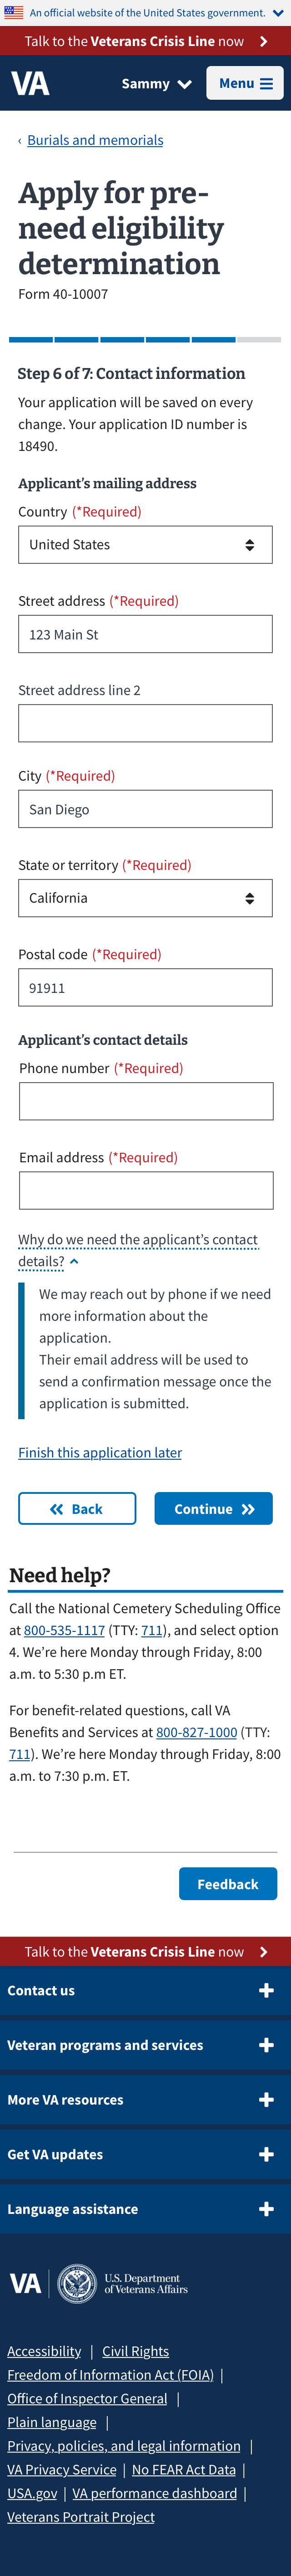 An official website of the United States government.
Talk to the Veterans Crisis Line now
VA
Sammy
Menu
‹ Burials and memorials
Apply for pre-
need eligibility
determination
Form 40-10007
Step 6 of 7: Contact information
Your application will be saved on every
change. Your application ID number is
18490.
Applicant’s mailing address
Country (*Required)
United States
Street address (*Required)
123 Main St
Street address line 2
City (*Required)
San Diego
State or territory (*Required)
California
Postal code (*Required)
91911
Applicant’s contact details
Phone number (*Required)
Email address (*Required)
Why do we need the applicant’s contact
details?
We may reach out by phone if we need
more information about the
application.
Their email address will be used to
send a confirmation message once the
application is submitted.
Finish this application later
Back
Continue
Need help?
Call the National Cemetery Scheduling Office
at 800-535-1117 (TTY: 711), and select option
4. We’re here Monday through Friday, 8:00
a.m. to 5:30 p.m ET.
For benefit-related questions, call VA
Benefits and Services at 800-827-1000 (TTY:
711). We’re here Monday through Friday, 8:00
a.m. to 7:30 p.m. ET.
Feedback
Talk to the Veterans Crisis Line now
Contact us
Veteran programs and services
More VA resources
Get VA updates
Language assistance
VA
U.S. Department
of Veterans Affairs
Accessibility | Civil Rights
Freedom of Information Act (FOIA) |
Office of Inspector General |
Plain language |
Privacy, policies, and legal information |
VA Privacy Service | No FEAR Act Data |
USA.gov | VA performance dashboard |
Veterans Portrait Project